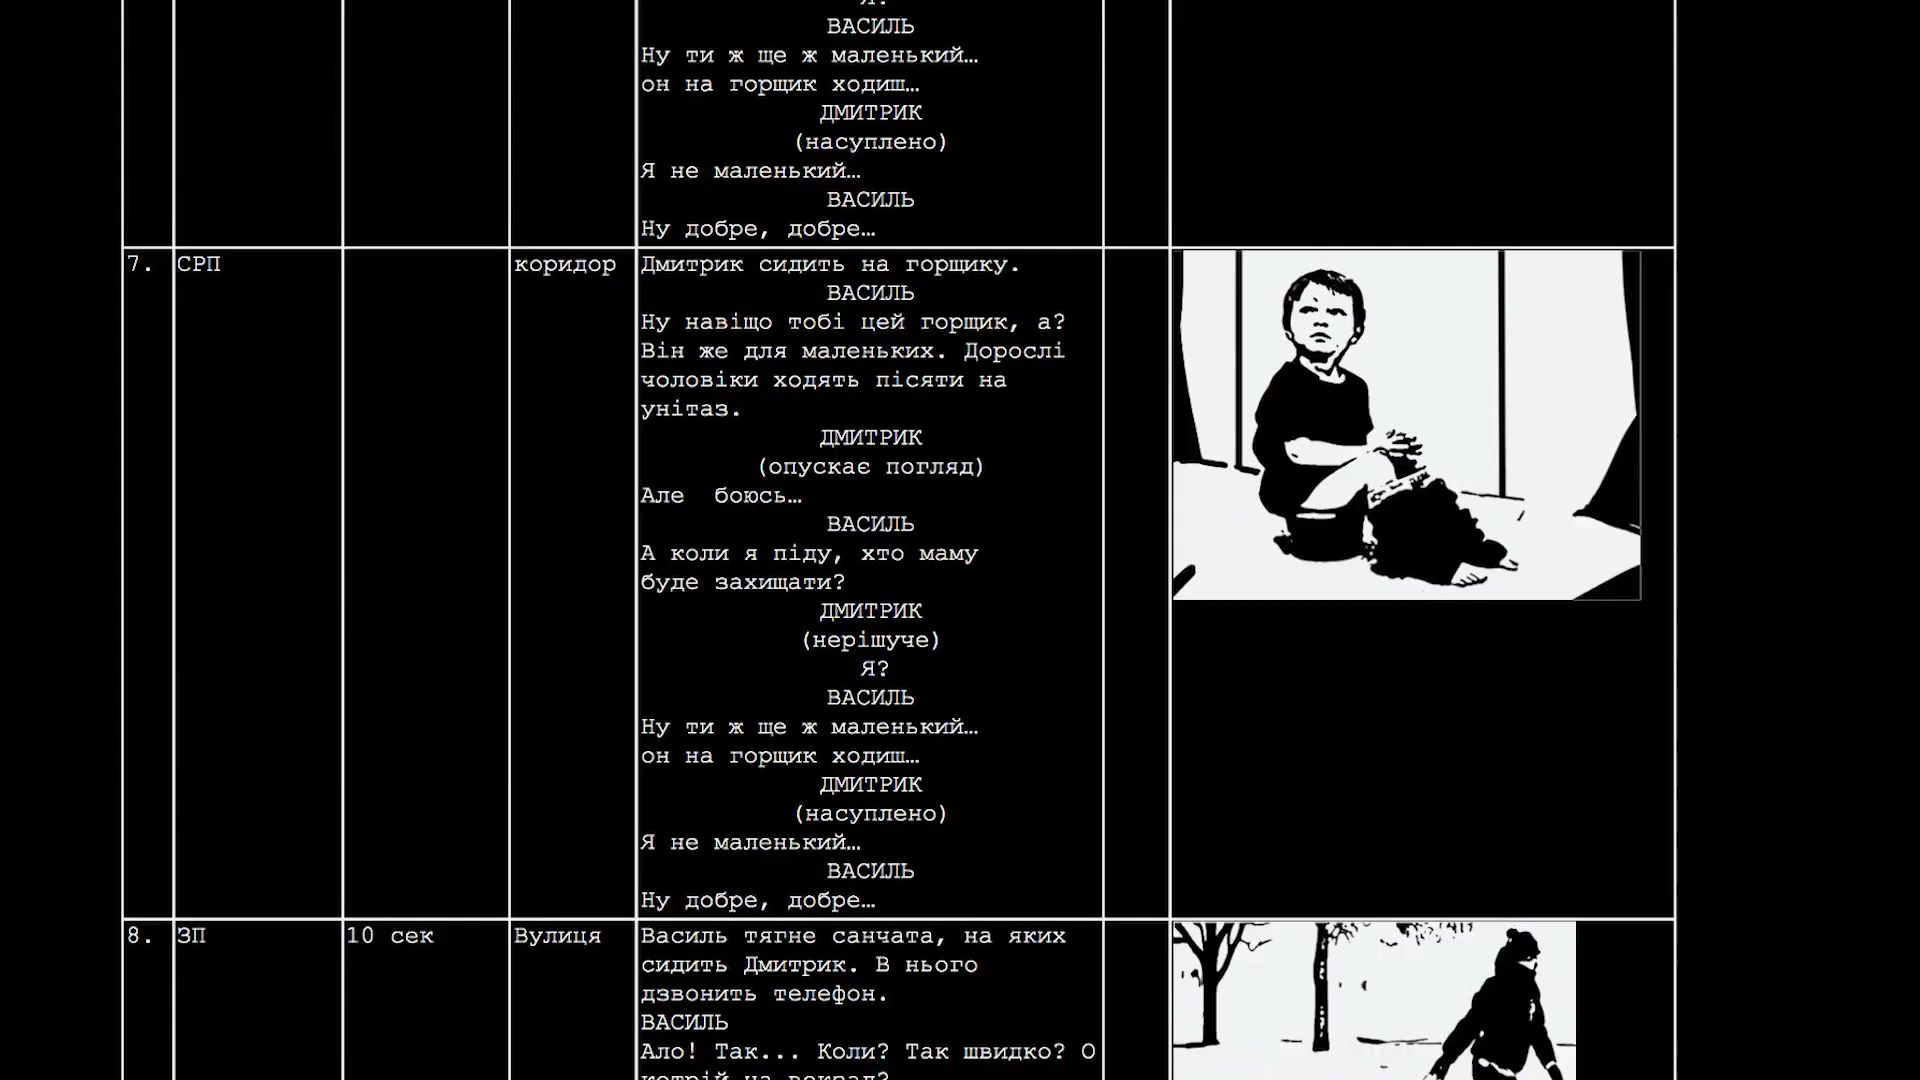 Я?
ВАСИЛЬ
Ну ти ж ще ж маленький…
он на горщик ходиш…
ДМИТРИК
(насуплено)
Я не маленький…
ВАСИЛЬ
Ну добре, добре…
7. СРП коридор Дмитрик сидить на горщику.
ВАСИЛЬ
Ну навіщо тобі цей горщик, а?
Він же для маленьких. Дорослі
чоловіки ходять пісяти на
унітаз.
ДМИТРИК
(опускає погляд)
Але боюсь…
ВАСИЛЬ
А коли я піду, хто маму
буде захищати?
ДМИТРИК
(нерішуче)
Я?
ВАСИЛЬ
Ну ти ж ще ж маленький…
он на горщик ходиш…
ДМИТРИК
(насуплено)
Я не маленький…
ВАСИЛЬ
Ну добре, добре…
8. ЗП 10 сек Вулиця Василь тягне санчата, на яких
сидить Дмитрик. В нього
дзвонить телефон.
ВАСИЛЬ
Ало! Так... Коли? Так швидко? О
котрій на вокзал?